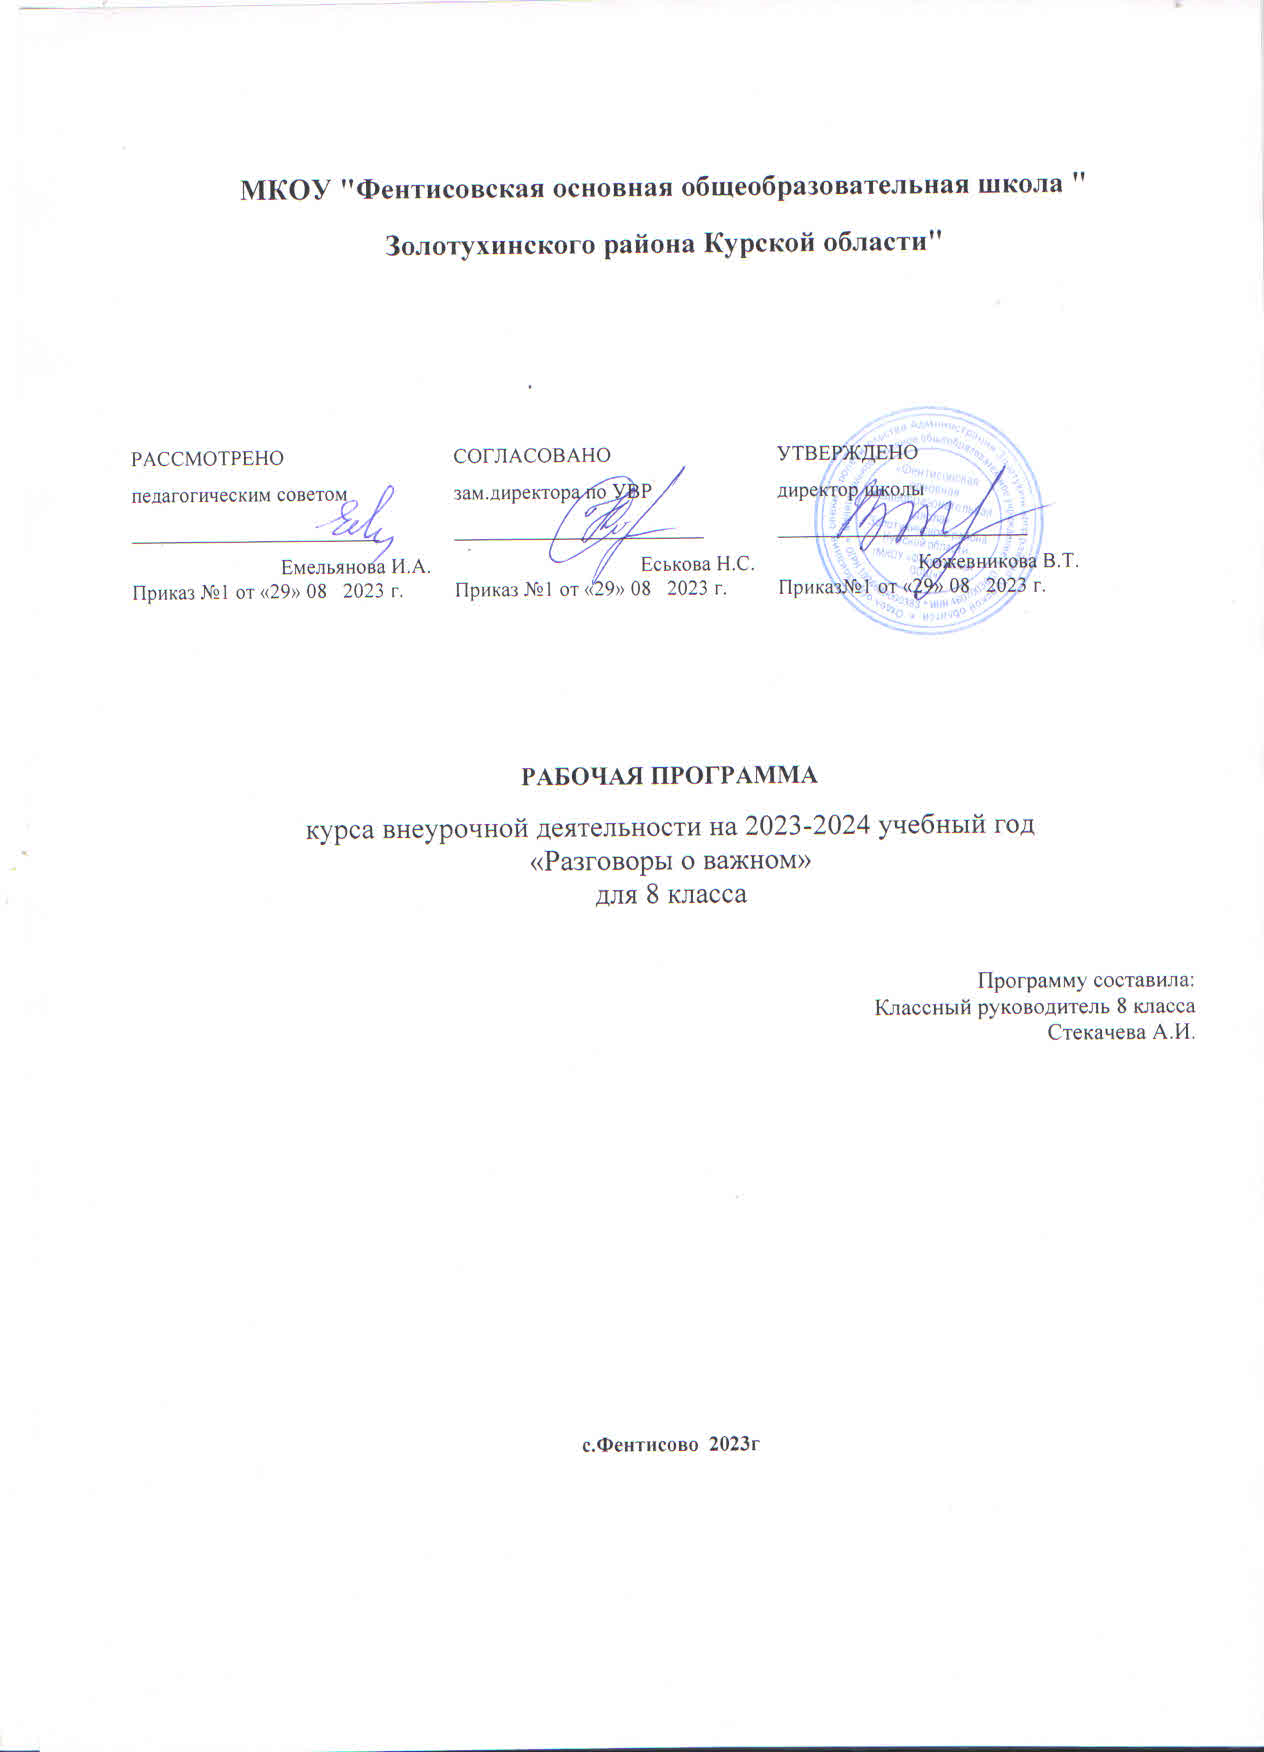 МКОУ "Фентисовская основная общеобразовательная школа "
Золотухинского района Курской области"
РАССМОТРЕНО
педагогическим советом
Емельянова И.А.
Приказ №1 от «29» 08 2023 г.
СОГЛАСОВАНО
зам.директора по УВР
Еськова Н.С.
Приказ №1 от «29» 08 2023 г.
УТВЕРЖДЕНО
директор школы
Кожевникова В.Т.
Приказ№1 от «29» 08 2023 г.
«Фентисовская
основная
РАБОЧАЯ ПРОГРАММА
курса внеурочной деятельности на 2023-2024 учебный год
«Разговоры о важном»
для 8 класса
Программу составила:
Классный руководитель 8 класса
Стекачева А.И.
с.Фентисово 2023г